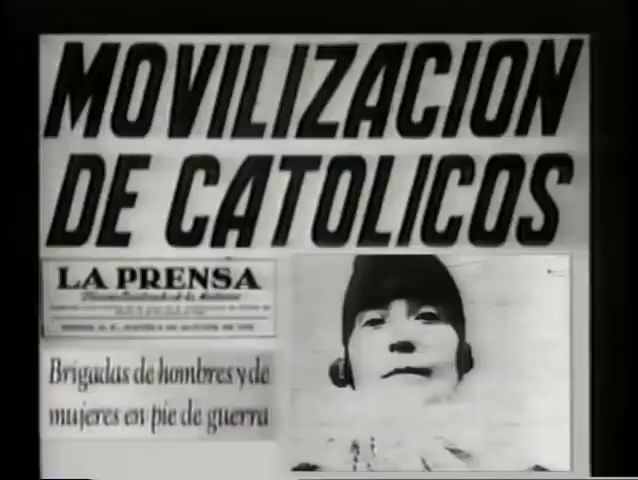 MOVILIZACION
DE CATOLICOS
LA PRENSA
Brigadas de hombres y de
mujeres en pie de guerra